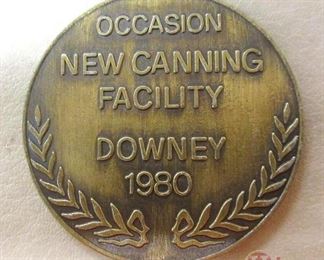 OCCASION
NEW CANNING
FACILITY
DOWNEY
1980